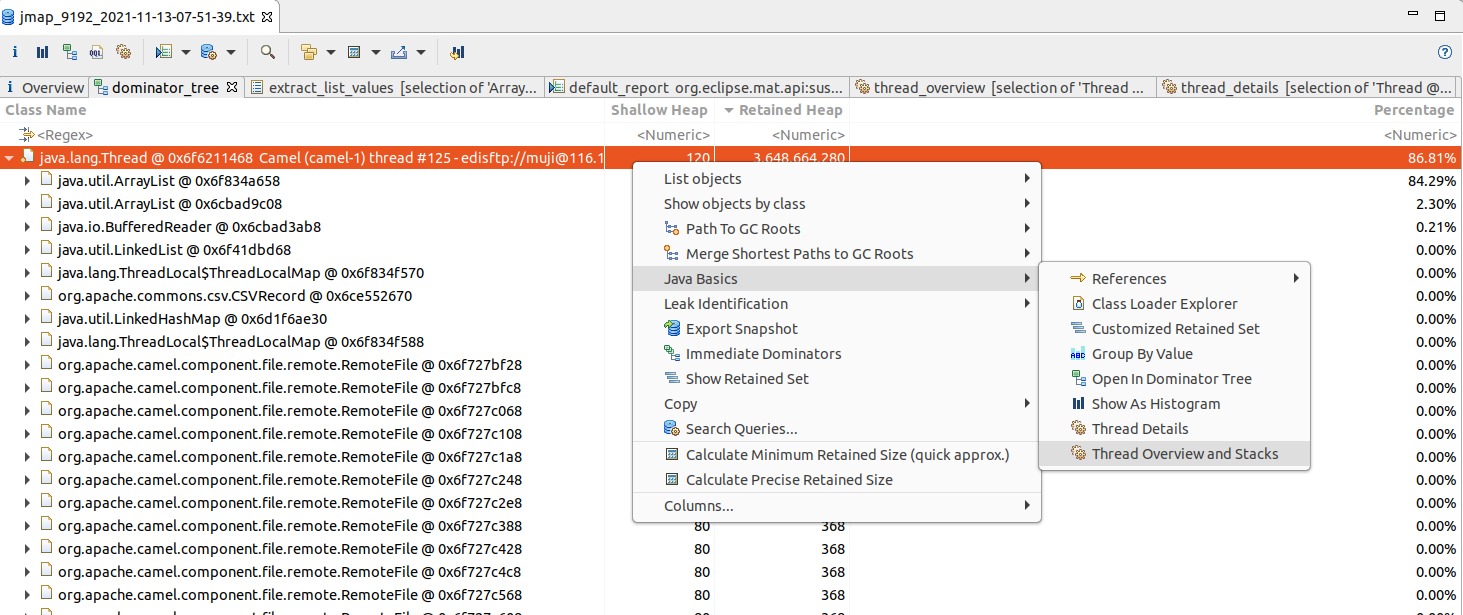 jmap_9192_2021-11-13-07-51-39.txt
i OQL ?
i Overview dominator_tree extract_list_values [selection of 'Array... default_report org.eclipse.mat.api:sus... thread_overview [selection of 'Thread ... thread_details [selection of 'Thread @...
Class Name Shallow Heap Retained Heap Percentage
<Regex> <Numeric> <Numeric> <Numeric>
java.lang.Thread @ 0x6f6211468 Camel (camel-1) thread #125 - edisftp://muji@116.1 120 3,648,664,280 86.81%
java.util.ArrayList @ 0x6f834a658 84.29%
java.util.ArrayList @ 0x6cbad9c08 2.30%
java.io.BufferedReader @ 0x6cbad3ab8 0.21%
java.util.LinkedList @ 0x6f41dbd68 0.00%
java.lang.ThreadLocal$ThreadLocalMap @ 0x6f834f570 0.00%
org.apache.commons.csv.CSVRecord @ 0x6ce552670 0.00%
java.util.LinkedHashMap @ 0x6d1f6ae30 0.00%
java.lang.ThreadLocal$ThreadLocalMap @ 0x6f834f588 0.00%
org.apache.camel.component.file.remote.RemoteFile @ 0x6f727bf28 0.00%
org.apache.camel.component.file.remote.RemoteFile @ 0x6f727bfc8 0.00%
org.apache.camel.component.file.remote.RemoteFile @ 0x6f727c068 0.00%
org.apache.camel.component.file.remote.RemoteFile @ 0x6f727c108 0.00%
org.apache.camel.component.file.remote.RemoteFile @ 0x6f727c1a8 0.00%
org.apache.camel.component.file.remote.RemoteFile @ 0x6f727c248 0.00%
org.apache.camel.component.file.remote.RemoteFile @ 0x6f727c2e8 0.00%
org.apache.camel.component.file.remote.RemoteFile @ 0x6f727c388 80 368 0.00%
org.apache.camel.component.file.remote.RemoteFile @ 0x6f727c428 80 368 0.00%
org.apache.camel.component.file.remote.RemoteFile @ 0x6f727c4c8 80 368 0.00%
org.apache.camel.component.file.remote.RemoteFile @ 0x6f727c568 80 368 0.00%
List objects
Show objects by class
Path To GC Roots
Merge Shortest Paths to GC Roots
Java Basics
Leak Identification
Export Snapshot
Immediate Dominators
Show Retained Set
Copy
Search Queries...
Calculate Minimum Retained Size (quick approx.)
Calculate Precise Retained Size
Columns...
References
Class Loader Explorer
Customized Retained Set
ABC Group By Value
Open In Dominator Tree
Show As Histogram
Thread Details
Thread Overview and Stacks